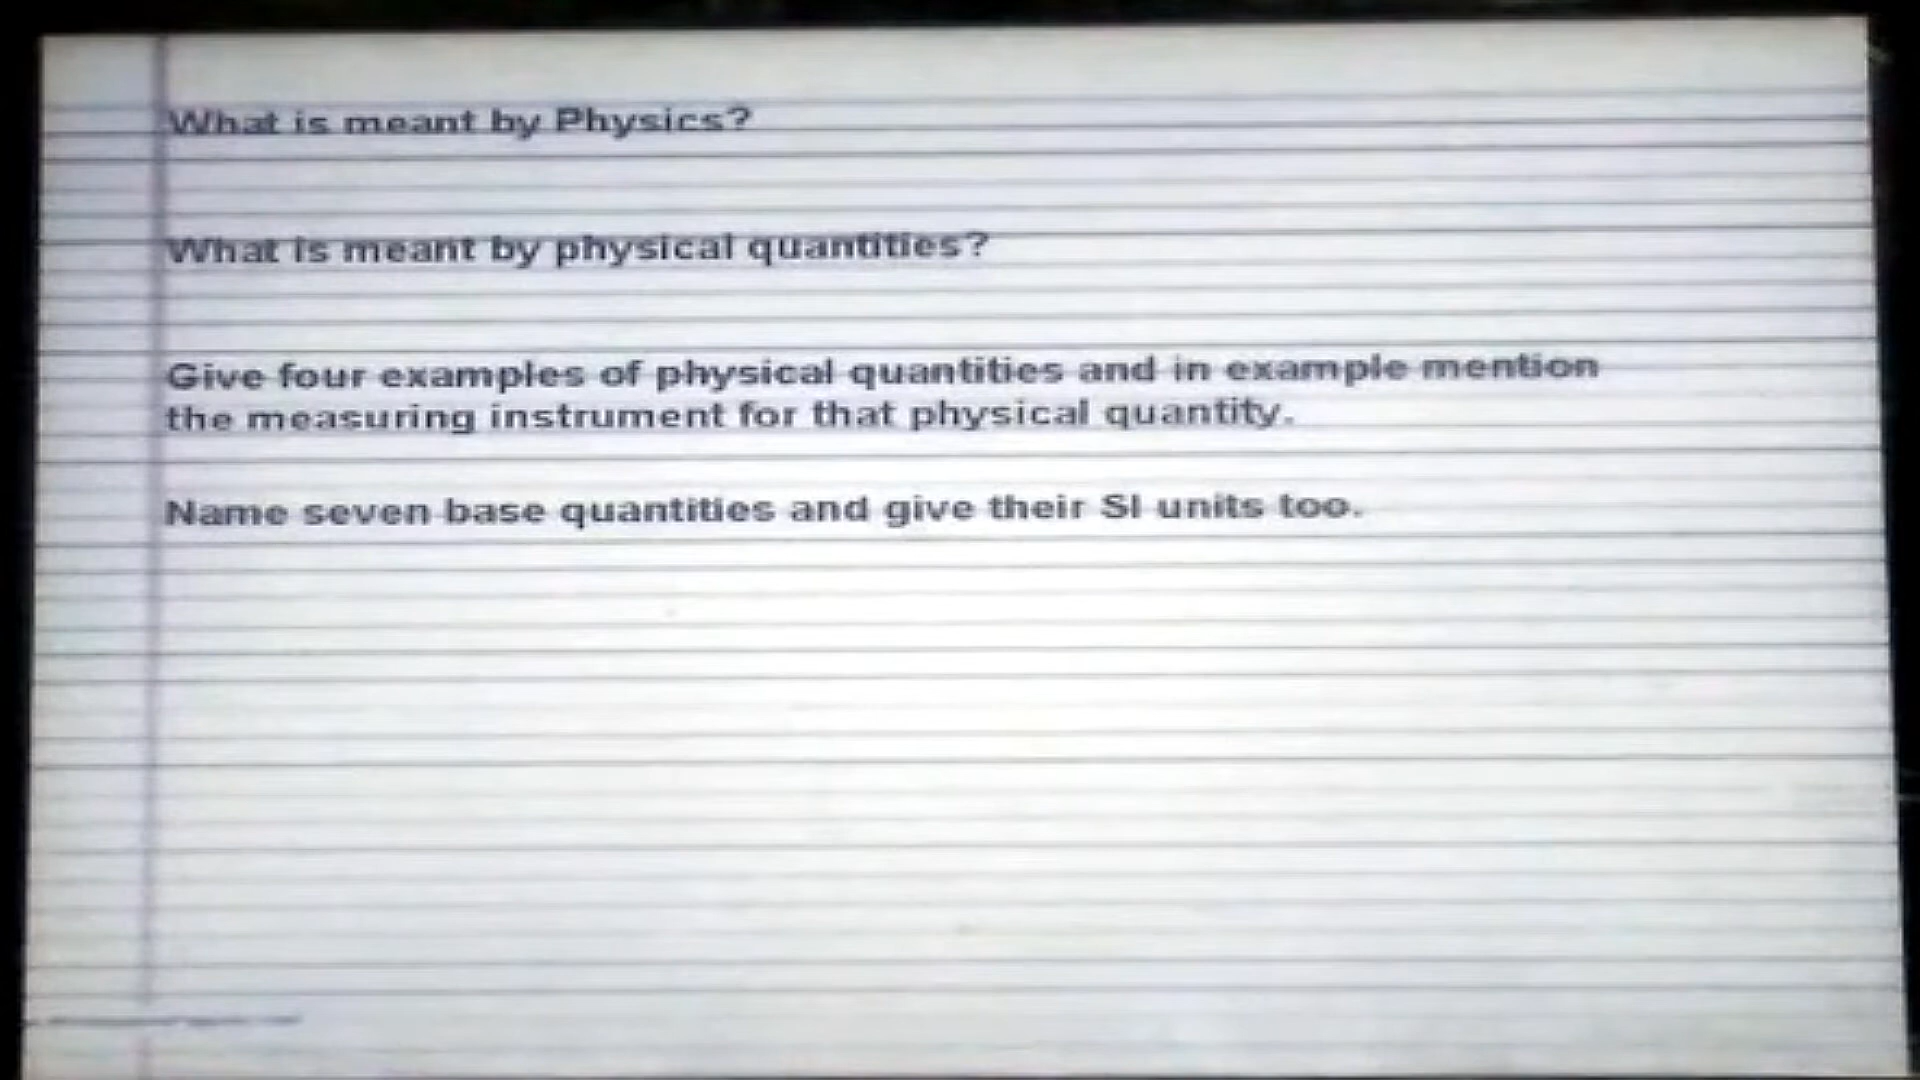 What is meant by Physics?
What is meant by physical quantities?
Give four examples of physical quantities and in example mention
the measuring instrument for that physical quantity.
Name seven base quantities and give their SI units too.